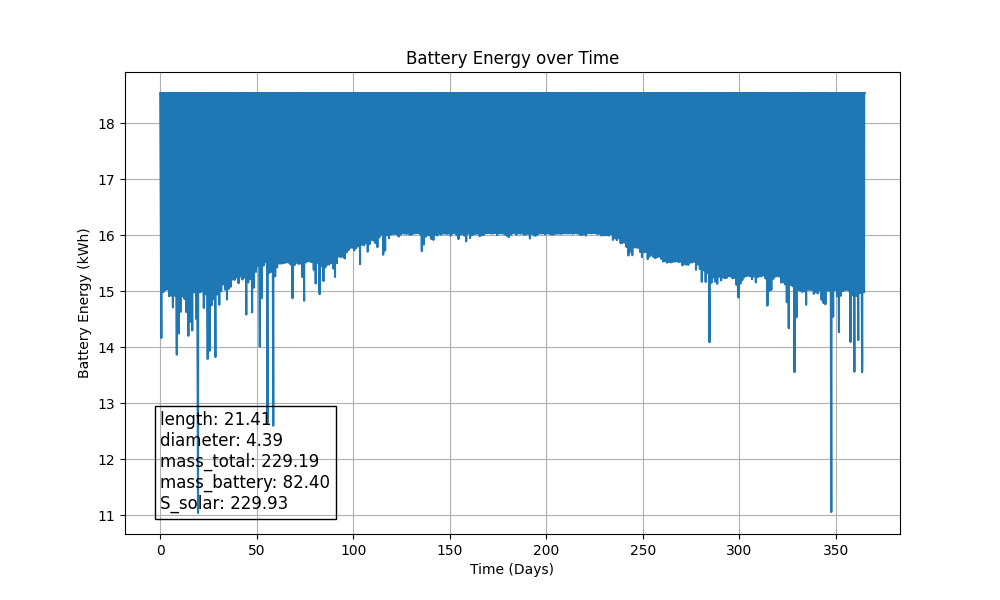 Battery Energy over Time
Battery Energy (kWh)
18
17
16
15
14
13
12
11
length: 21.41
diameter: 4.39
mass_total: 229.19
mass_battery: 82.40
S_solar: 229.93
0 50 100 150 200 250 300 350
Time (Days)